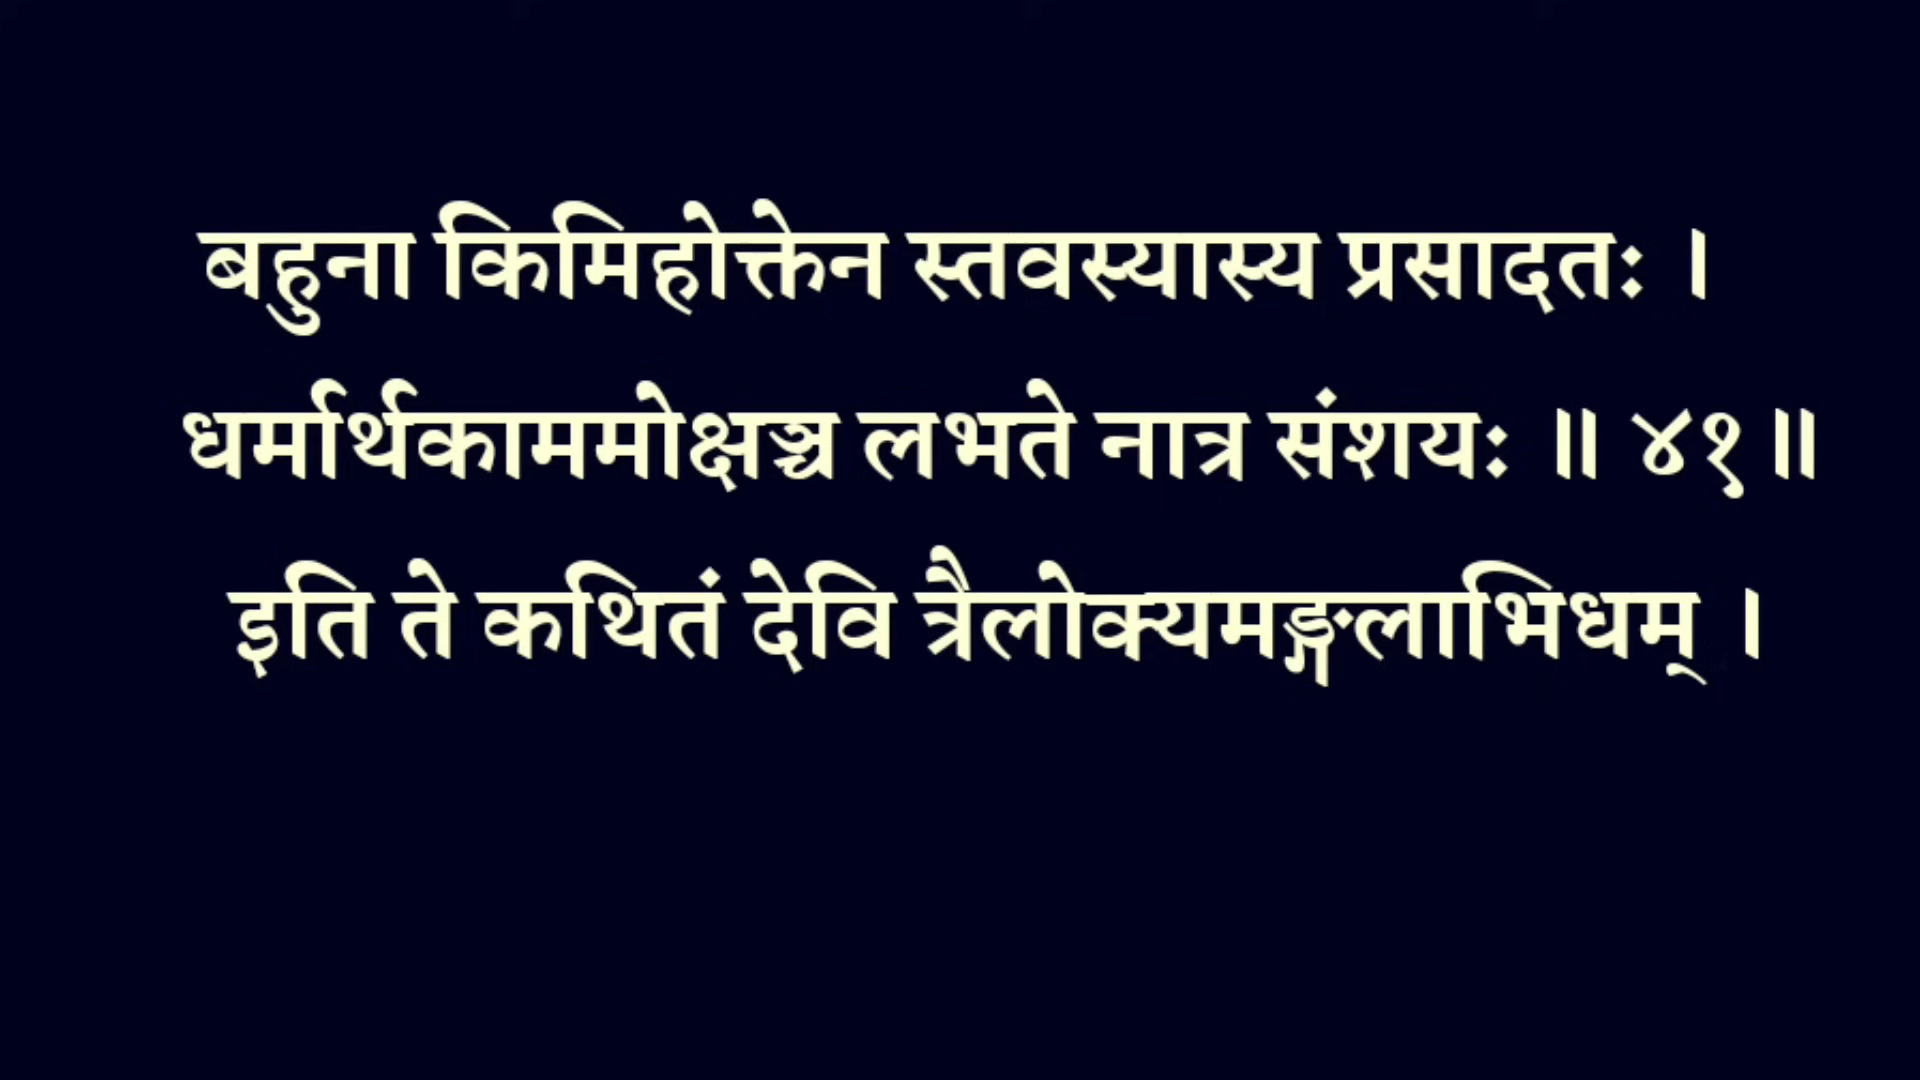 बहुना किमिहोक्तेन स्तवस्यास्य प्रसादतः ।
धर्मार्थकाममोक्षञ्च लभते नात्र संशयः ॥ ४१॥
इति ते कथितं देवि त्रैलोक्यमङ्गलाभिधम् ।